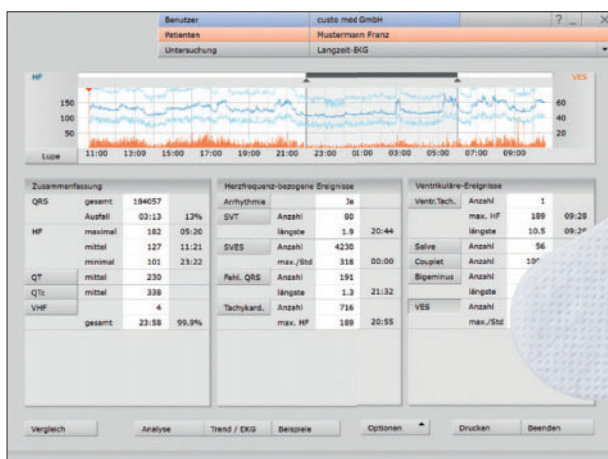 Benutzer custo med GmbH ? _ X
Patienten Mustermann Franz
Untersuchung Langzeit-EKG
HF VES
150 60
100 40
50 20
Lupe 11:00 13:00 15:00 17:00 19:00 21:00 23:00 01:00 03:00 05:00 07:00 09:00
Zusammenfassung Herzfrequenz-bezogene Ereignisse Ventrikuläre-Ereignisse
QRS gesamt 184057 Arrhythmie Ja Ventr.Tach. Anzahl 1
Ausfall 03:13 13% SVT Anzahl 80 max. HF 189 09:28
HF maximal 182 05:20 längste 1.9 20:44 längste 10.5
mittel 127 11:21 SVES Anzahl 4230 Salve Anzahl 56
minimal 101 23:22 max./Std 318 00:00 Couplet Anzahl
QT mittel 230 Fehl. QRS Anzahl 191 Bigeminus Anzahl
QTc mittel 338 längste 1.3 21:32 längste
VHF 4 Tachykard. Anzahl 716 VES Anzahl
gesamt 23:58 99.9% max. HF 189 20:55 max./Std
Vergleich Analyse Trend / EKG Beispiele Optionen Drucken Beenden